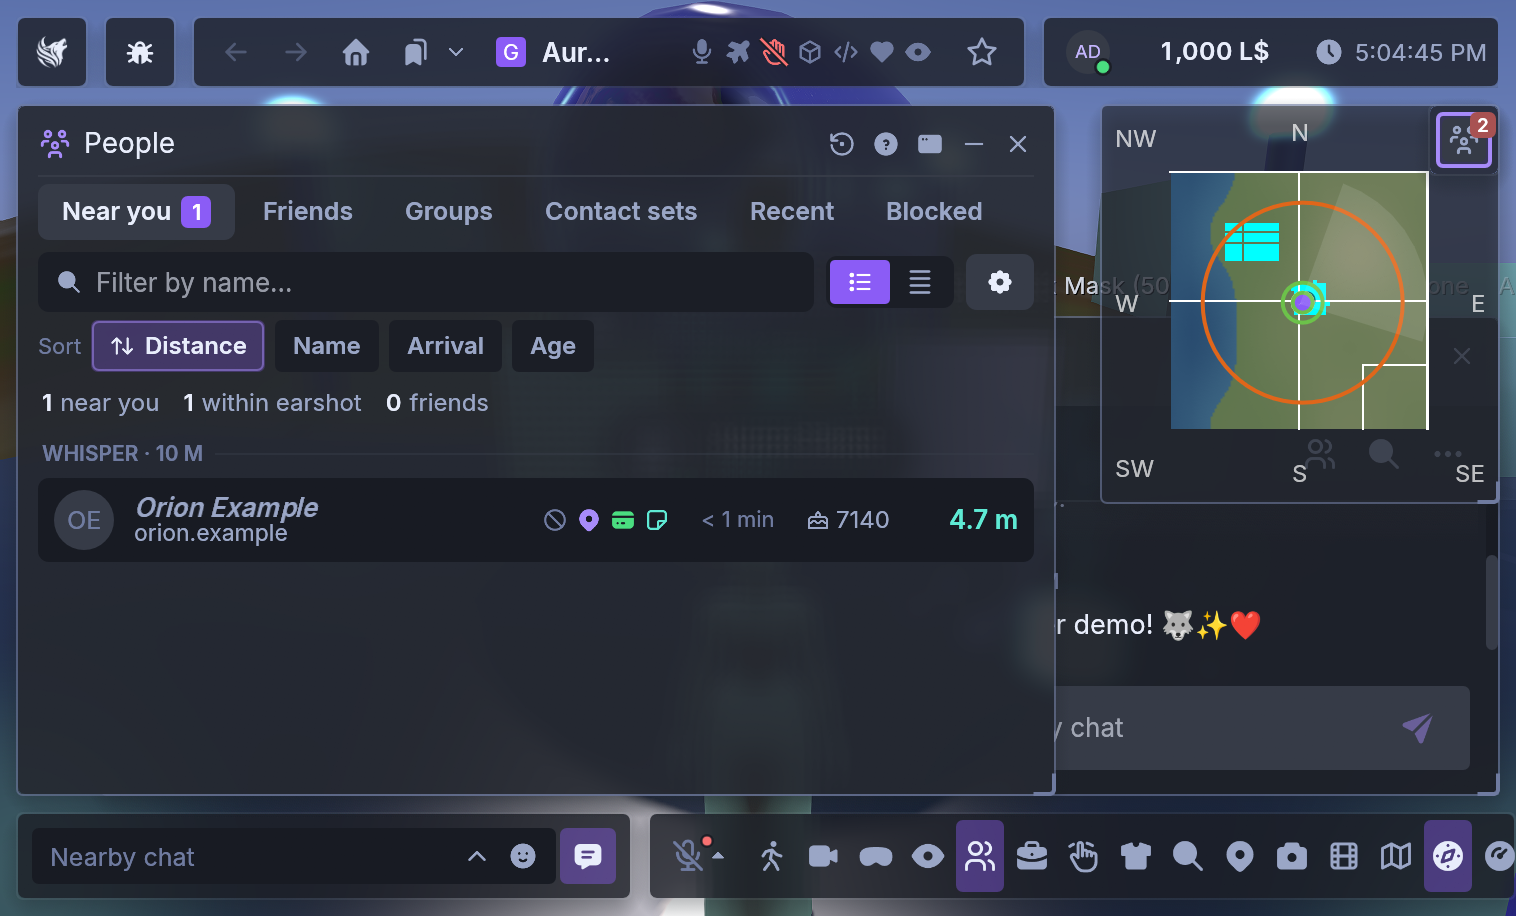 G Aur...
AD 1,000 L$ 5:04:45 PM
People
NW N 2
Near you 1 Friends Groups Contact sets Recent Blocked
Filter by name...
Mask (50
W E
Sort Distance Name Arrival Age
1 near you 1 within earshot 0 friends
WHISPER · 10 M
SW S SE
OE Orion Example
orion.example
< 1 min 7140 4.7 m
r demo! 🐺✨❤️
y chat
Nearby chat